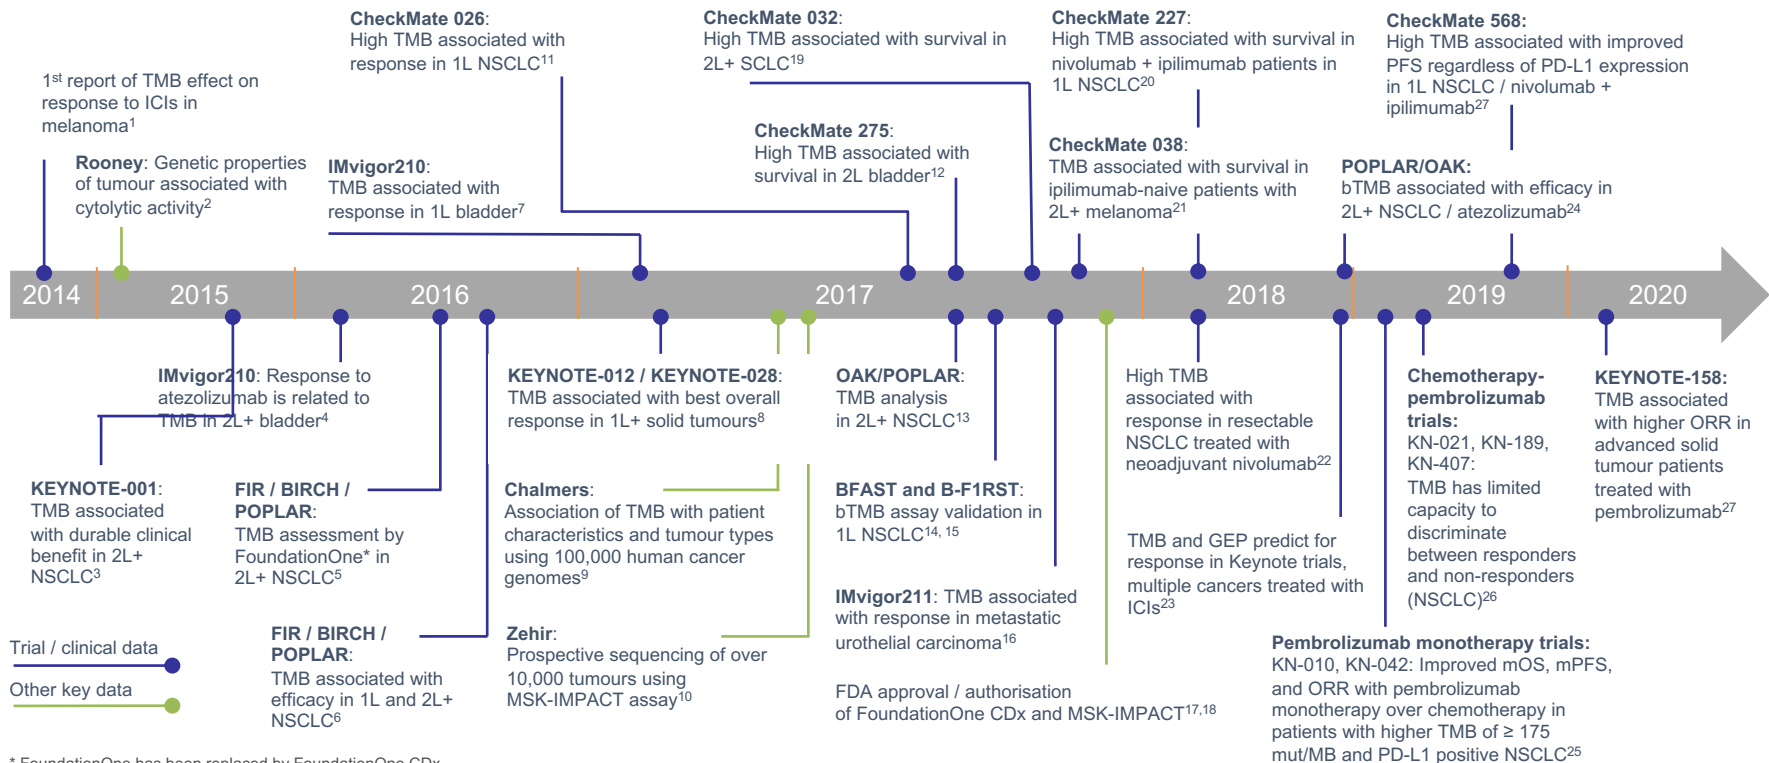 CheckMate 026:
High TMB associated with
response in 1L NSCLC11
CheckMate 032:
High TMB associated with survival in
2L+ SCLC19
CheckMate 227:
High TMB associated with survival in
nivolumab + ipilimumab patients in
1L NSCLC20
CheckMate 568:
High TMB associated with improved
PFS regardless of PD-L1 expression
in 1L NSCLC / nivolumab +
ipilimumab27
1st report of TMB effect on
response to ICIs in
melanoma1
Rooney: Genetic properties
of tumour associated with
cytolytic activity2
IMvigor210:
TMB associated with
response in 1L bladder7
CheckMate 275:
High TMB associated with
survival in 2L bladder12
CheckMate 038:
TMB associated with survival in
ipilimumab-naive patients with
2L+ melanoma21
POPLAR/OAK:
bTMB associated with efficacy in
2L+ NSCLC / atezolizumab24
2014
2015
2016
2017
2018
2019
2020
IMvigor210: Response to
atezolizumab is related to
TMB in 2L+ bladder4
KEYNOTE-012 / KEYNOTE-028:
TMB associated with best overall
response in 1L+ solid tumours8
OAK/POPLAR:
TMB analysis
in 2L+ NSCLC13
High TMB
associated with
response in resectable
NSCLC treated with
neoadjuvant nivolumab22
Chemotherapy-
pembrolizumab
trials:
KN-021, KN-189,
KN-407:
TMB has limited
capacity to
discriminate
between responders
and non-responders
(NSCLC)26
KEYNOTE-158:
TMB associated
with higher ORR in
advanced solid
tumour patients
treated with
pembrolizumab27
KEYNOTE-001:
TMB associated
with durable clinical
benefit in 2L+
NSCLC3
FIR / BIRCH /
POPLAR:
TMB assessment by
FoundationOne* in
2L+ NSCLC5
Chalmers:
Association of TMB with patient
characteristics and tumour types
using 100,000 human cancer
genomes9
BFAST and B-F1RST:
bTMB assay validation in
1L NSCLC14, 15
TMB and GEP predict for
response in Keynote trials,
multiple cancers treated with
ICIs23
IMvigor211: TMB associated
with response in metastatic
urothelial carcinoma16
FIR / BIRCH /
POPLAR:
TMB associated with
efficacy in 1L and 2L+
NSCLC6
Zehir:
Prospective sequencing of over
10,000 tumours using
MSK-IMPACT assay10
FDA approval / authorisation
of FoundationOne CDx and MSK-IMPACT17,18
Pembrolizumab monotherapy trials:
KN-010, KN-042: Improved mOS, mPFS,
and ORR with pembrolizumab
monotherapy over chemotherapy in
patients with higher TMB of ≥ 175
mut/MB and PD-L1 positive NSCLC25
Trial / clinical data
Other key data
* FoundationOne has been replaced by FoundationOne CDx